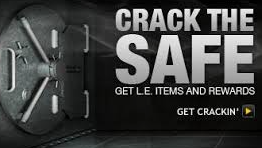 CRACK THE
SAFE
GET L.E. ITEMS AND REWARDS
GET CRACKIN'